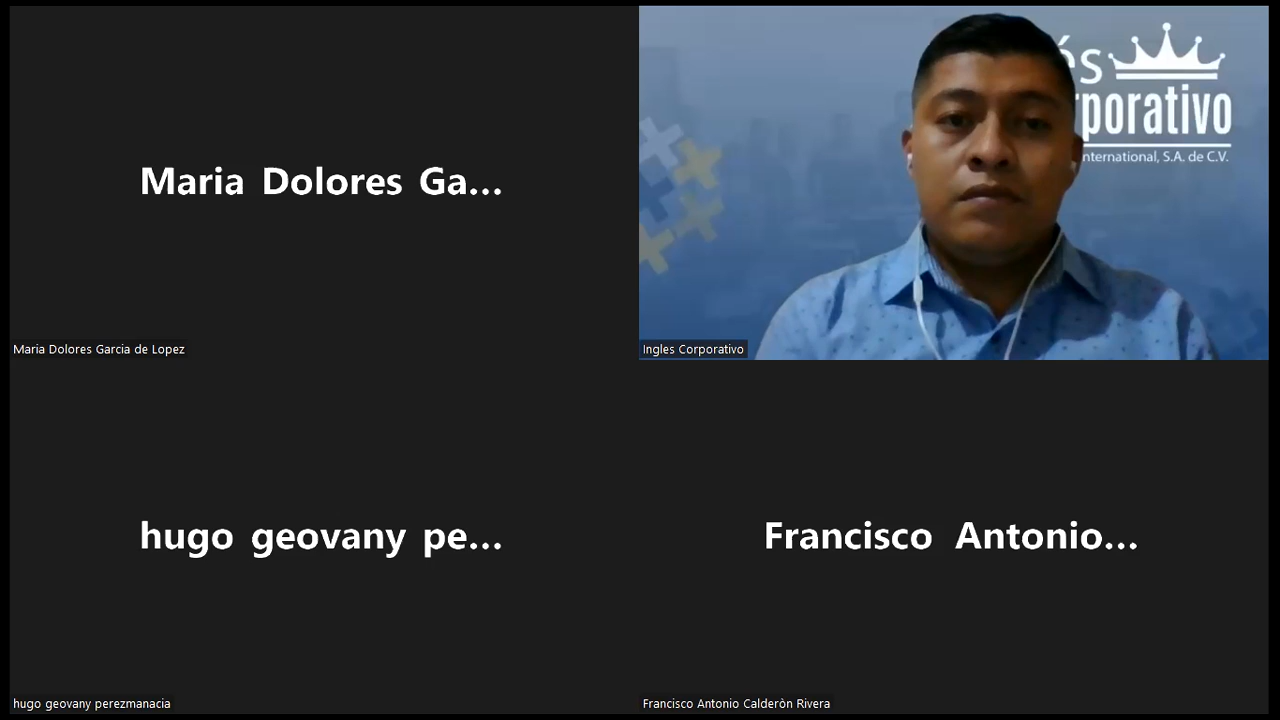 Maria Dolores Ga...
Maria Dolores Garcia de Lopez
és
rporativo
nternational, S.A. de C.V.
Ingles Corporativo
hugo geovany pe...
hugo geovany perezmanacia
Francisco Antonio...
Francisco Antonio Calderòn Rivera